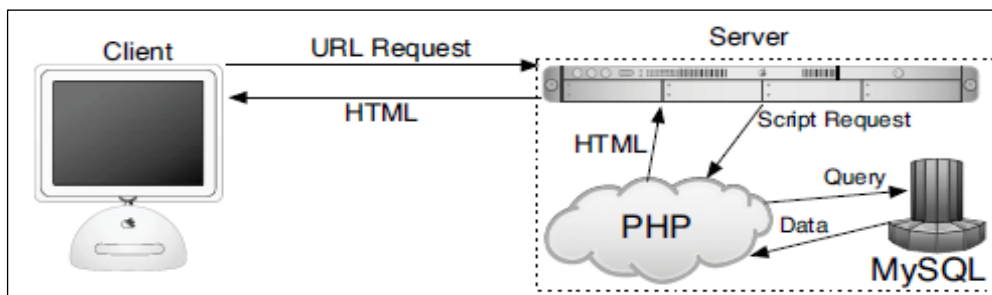 Client
URL Request
Server
HTML
HTML
Script Request
PHP
Query
Data
MySQL